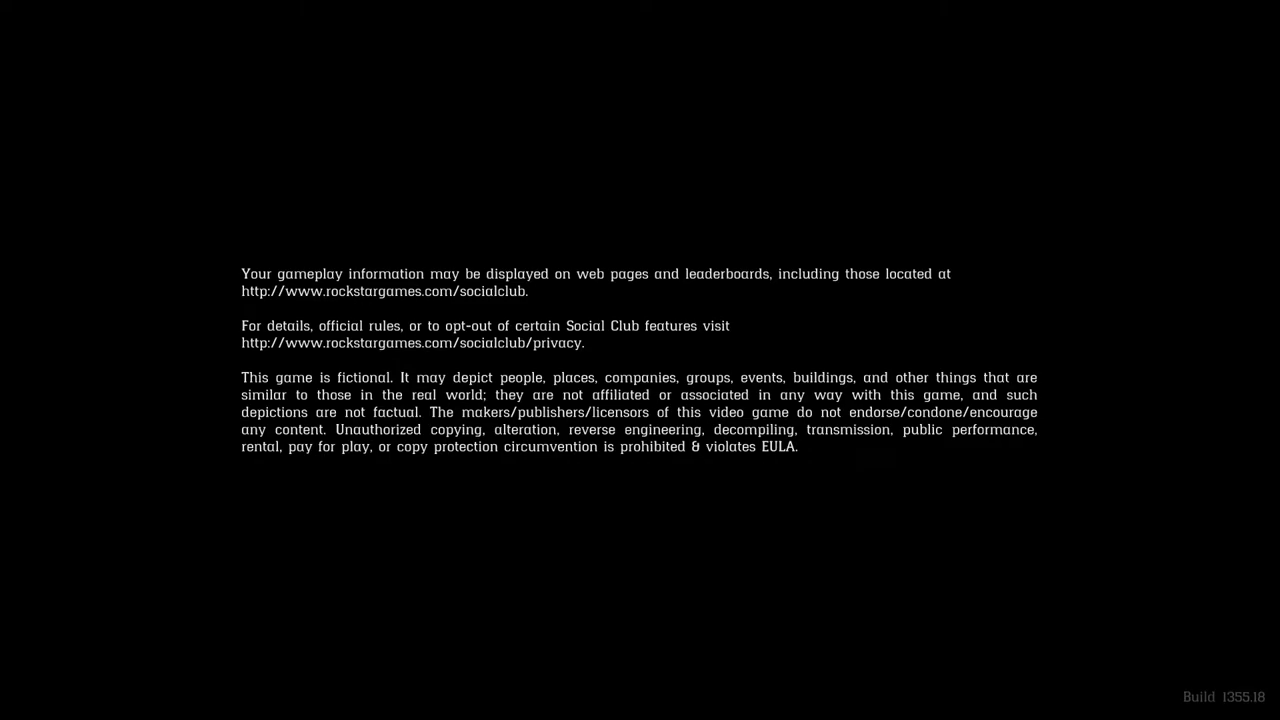 Your gameplay information may be displayed on web pages and leaderboards, including those located at
http://www.rockstargames.com/socialclub.
For details, official rules, or to opt-out of certain Social Club features visit
http://www.rockstargames.com/socialclub/privacy.
This game is fictional. It may depict people, places, companies, groups, events, buildings, and other things that are
similar to those in the real world; they are not affiliated or associated in any way with this game, and such
depictions are not factual. The makers/publishers/licensors of this video game do not endorse/condone/encourage
any content. Unauthorized copying, alteration, reverse engineering, decompiling, transmission, public performance,
rental, pay for play, or copy protection circumvention is prohibited & violates EULA.
Build 1355.18